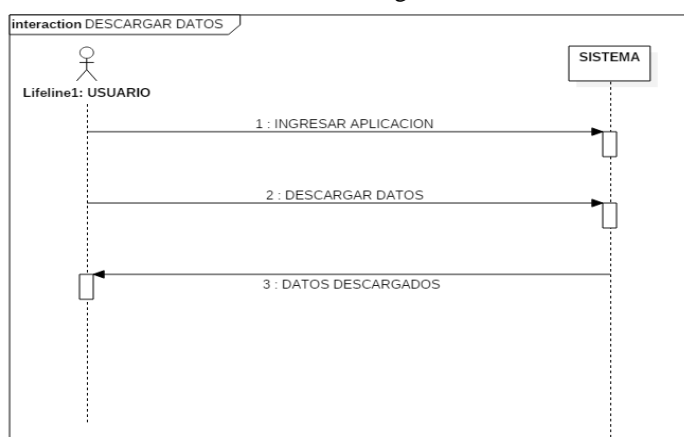 interaction DESCARGAR DATOS
SISTEMA
Lifeline1: USUARIO
1 : INGRESAR APLICACION
2 : DESCARGAR DATOS
3 : DATOS DESCARGADOS